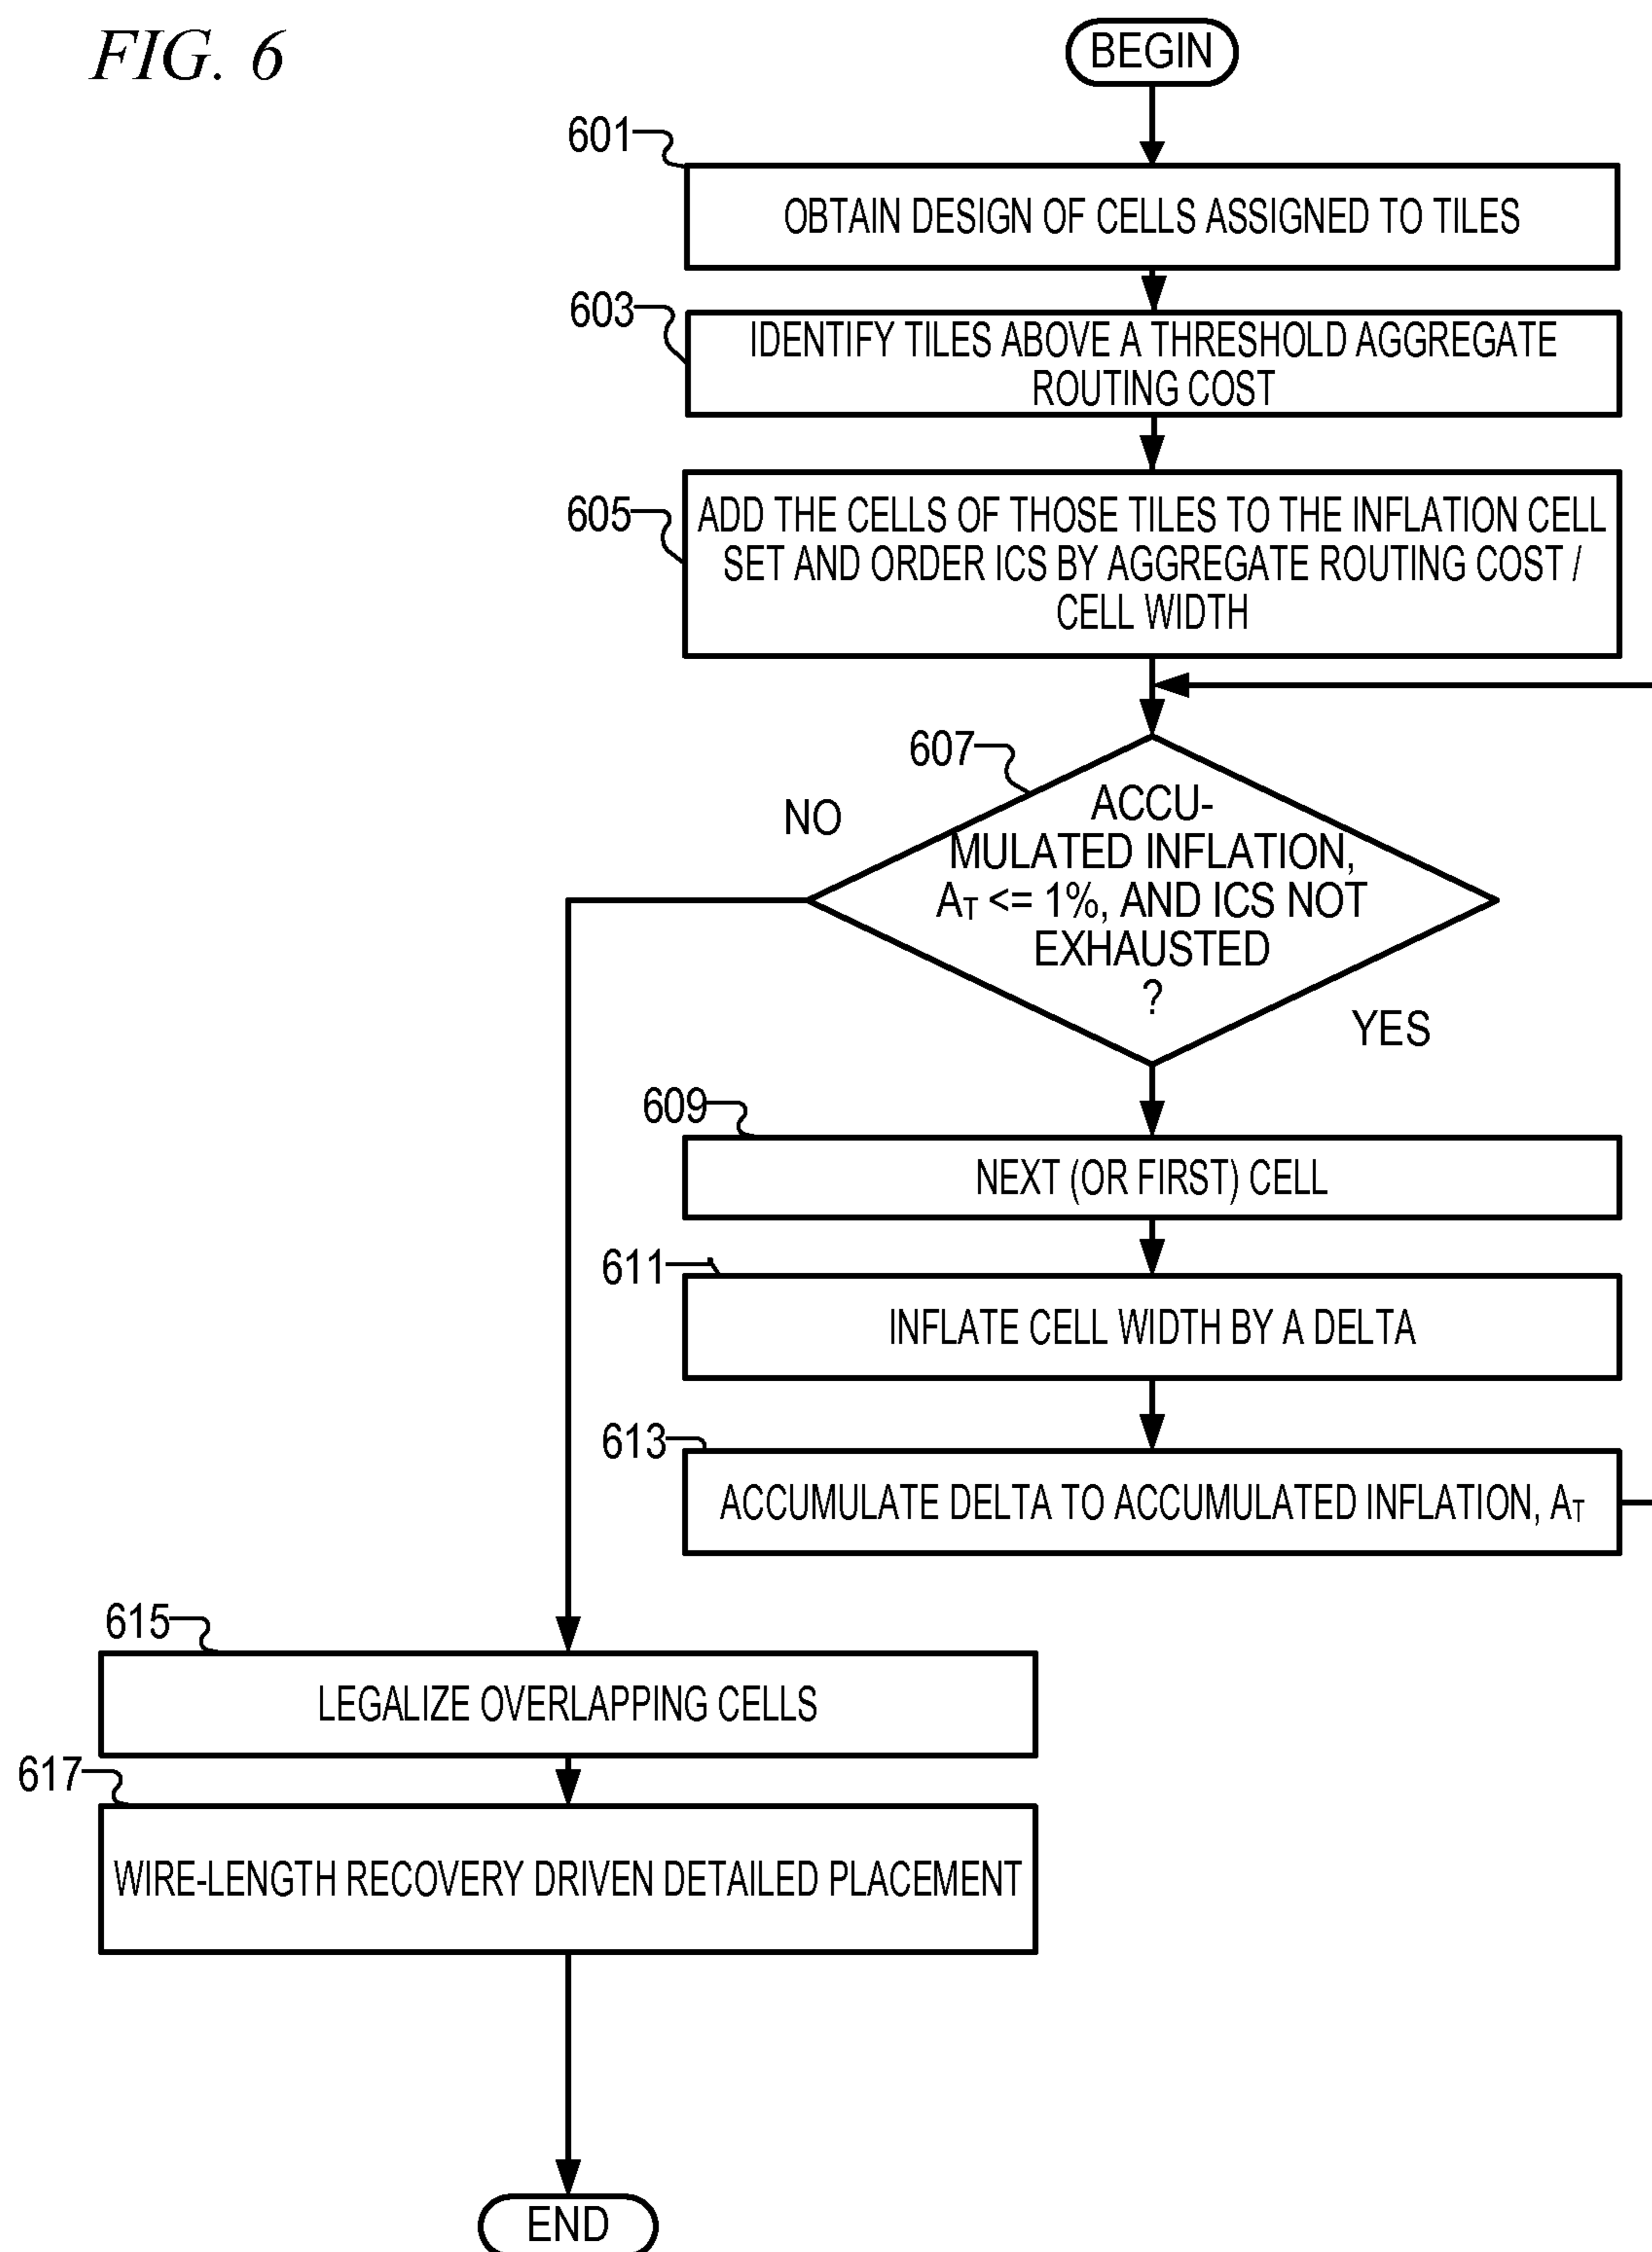 FIG. 6
BEGIN
601
OBTAIN DESIGN OF CELLS ASSIGNED TO TILES
603
IDENTIFY TILES ABOVE A THRESHOLD AGGREGATE
ROUTING COST
605
ADD THE CELLS OF THOSE TILES TO THE INFLATION CELL
SET AND ORDER ICS BY AGGREGATE ROUTING COST /
CELL WIDTH
607
NO
ACCU-
MULATED INFLATION,
AT <= 1%, AND ICS NOT
EXHAUSTED
?
YES
609
NEXT (OR FIRST) CELL
611
INFLATE CELL WIDTH BY A DELTA
613
ACCUMULATE DELTA TO ACCUMULATED INFLATION, AT
615
LEGALIZE OVERLAPPING CELLS
617
WIRE-LENGTH RECOVERY DRIVEN DETAILED PLACEMENT
END